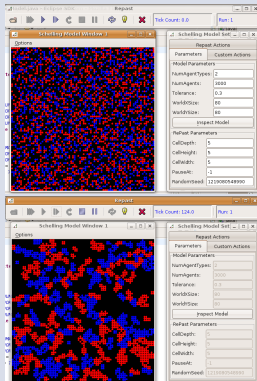 Repast
Tick Count: 0.0
Run: 1
Schelling Model Window 1
Options
Schelling Model Set
Repast Actions
Parameters
Custom Actions
Model Parameters
NumAgentTypes: 2
NumAgents: 3000
Tolerance: 0.3
WorldXSize: 80
WorldYSize: 80
Inspect Model
RePast Parameters
CellDepth: 5
CellHeight: 5
CellWidth: 5
PauseAt: -1
RandomSeed:
Repast
Tick Count: 124.0
Run: 1
Schelling Model Window 1
Options
Schelling Model Set
Repast Actions
Parameters
Custom Actions
Model Parameters
NumAgentTypes: 2
NumAgents: 3000
Tolerance: 0.3
WorldXSize: 80
WorldYSize: 80
Inspect Model
RePast Parameters
CellDepth: 5
CellHeight: 5
CellWidth: 5
PauseAt: -1
RandomSeed: